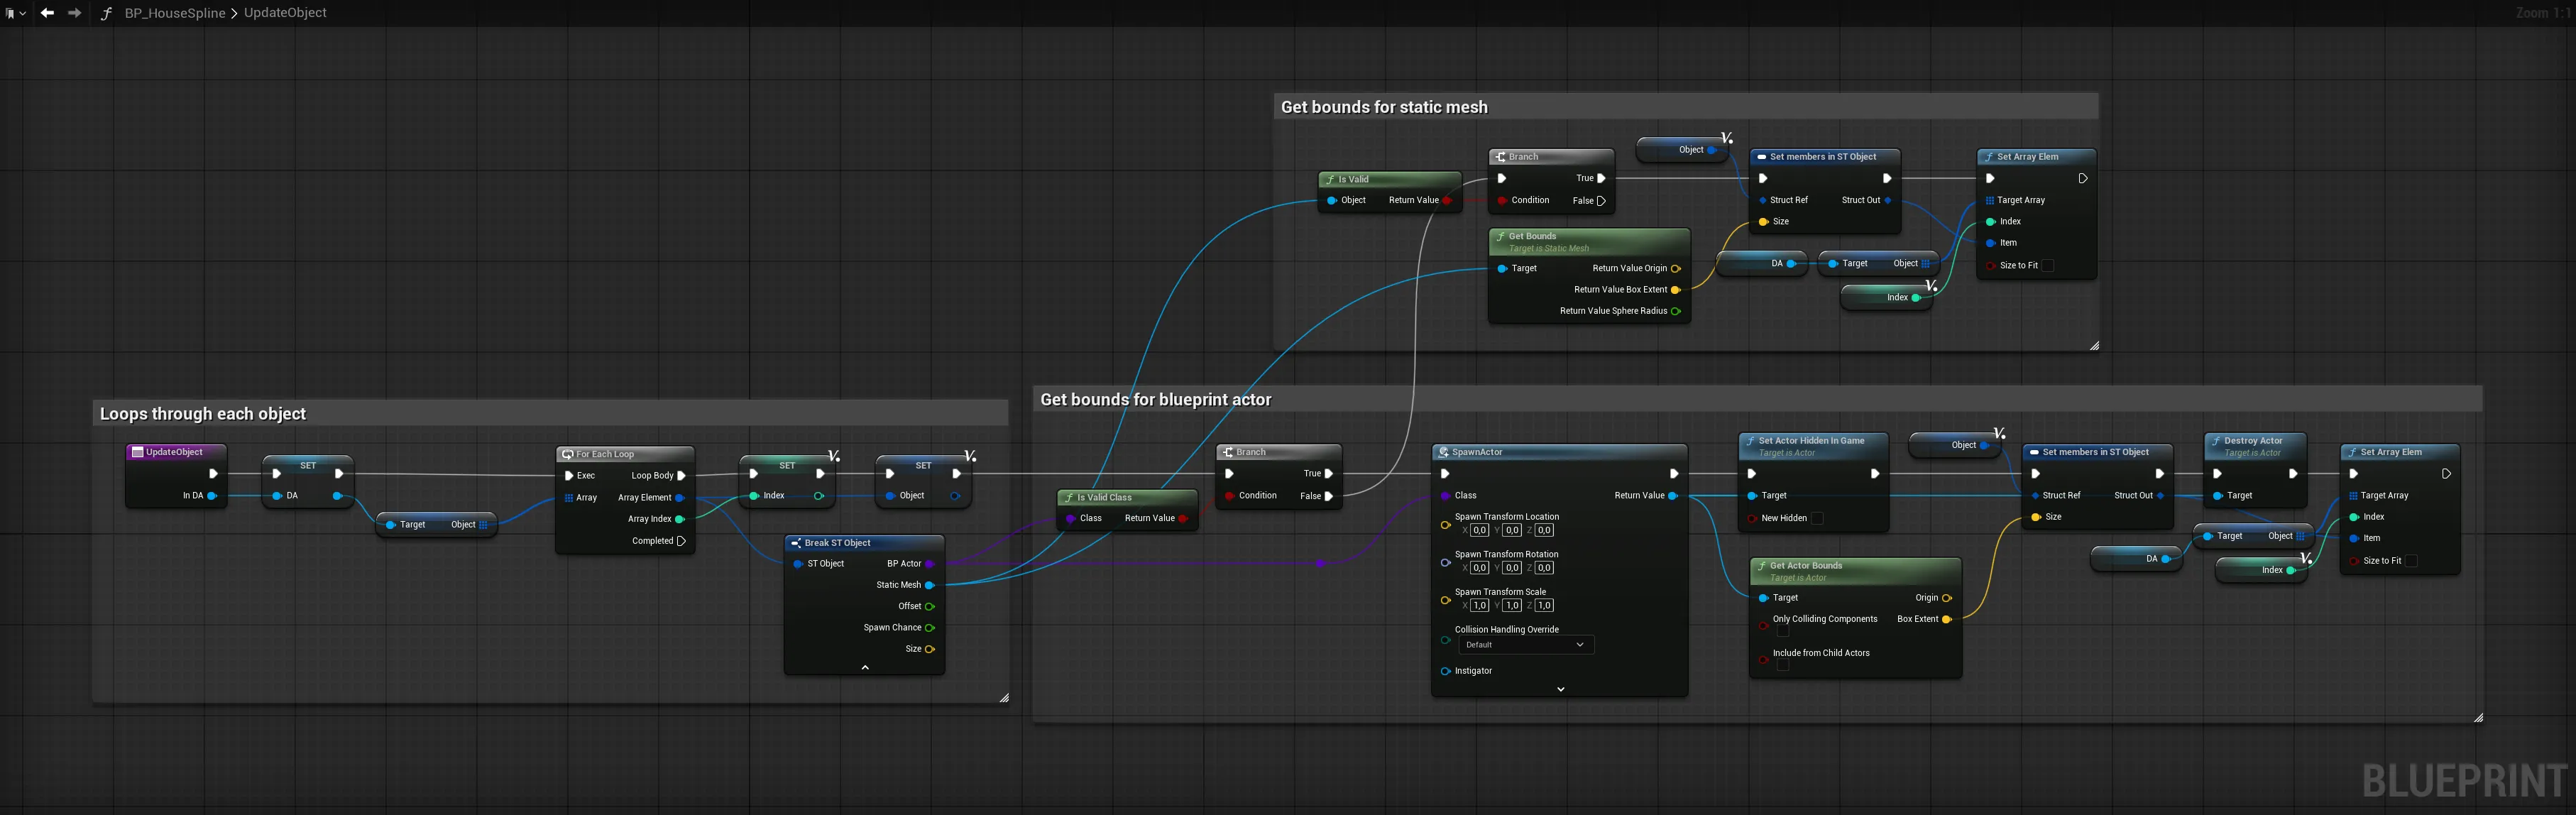 BP_HouseSpline > UpdateObject
Zoom 1:1
Get bounds for static mesh
Is Valid
Object
Return Value
Branch
True
Condition
False
Object
V.
Set members in ST Object
Struct Ref
Struct Out
Size
Set Array Elem
Target Array
Index
Item
Size to Fit
Get Bounds
Target is Static Mesh
Target
Return Value Origin
Return Value Box Extent
Return Value Sphere Radius
DA
Target
Object
Index
V.
Loops through each object
UpdateObject
In DA
SET
DA
Target
Object
For Each Loop
Exec
Loop Body
Array
Array Element
Array Index
Completed
SET
V.
Index
SET
V.
Object
Break ST Object
ST Object
BP Actor
Static Mesh
Offset
Spawn Chance
Size
Get bounds for blueprint actor
Is Valid Class
Class
Return Value
Branch
True
Condition
False
SpawnActor
Class
Return Value
Spawn Transform Location
X 0,0 Y 0,0 Z 0,0
Spawn Transform Rotation
X 0,0 Y 0,0 Z 0,0
Spawn Transform Scale
X 1,0 Y 1,0 Z 1,0
Collision Handling Override
Default
Instigator
Set Actor Hidden In Game
Target is Actor
Target
New Hidden
Get Actor Bounds
Target is Actor
Target
Origin
Only Colliding Components
Box Extent
Include from Child Actors
Object
V.
Set members in ST Object
Struct Ref
Struct Out
Size
Destroy Actor
Target is Actor
Target
Target
Object
DA
Index
V.
Set Array Elem
Target Array
Index
Item
Size to Fit
BLUEPRINT